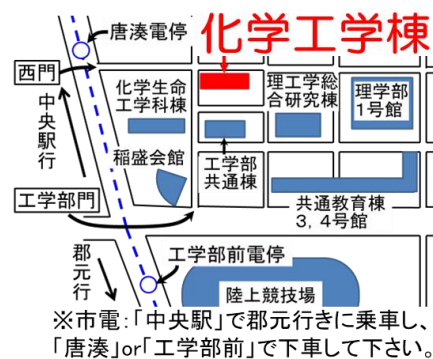 唐湊電停
化学工学棟
西門
中央駅行
化学生命
工学科棟
理工学総
合研究棟
理学部
1号館
稲盛会館
工学部
共通棟
工学部門
共通教育棟
3, 4号館
郡元行
工学部前電停
陸上競技場
※市電:「中央駅」で郡元行きに乗車し、
「唐湊」or「工学部前」で下車して下さい。